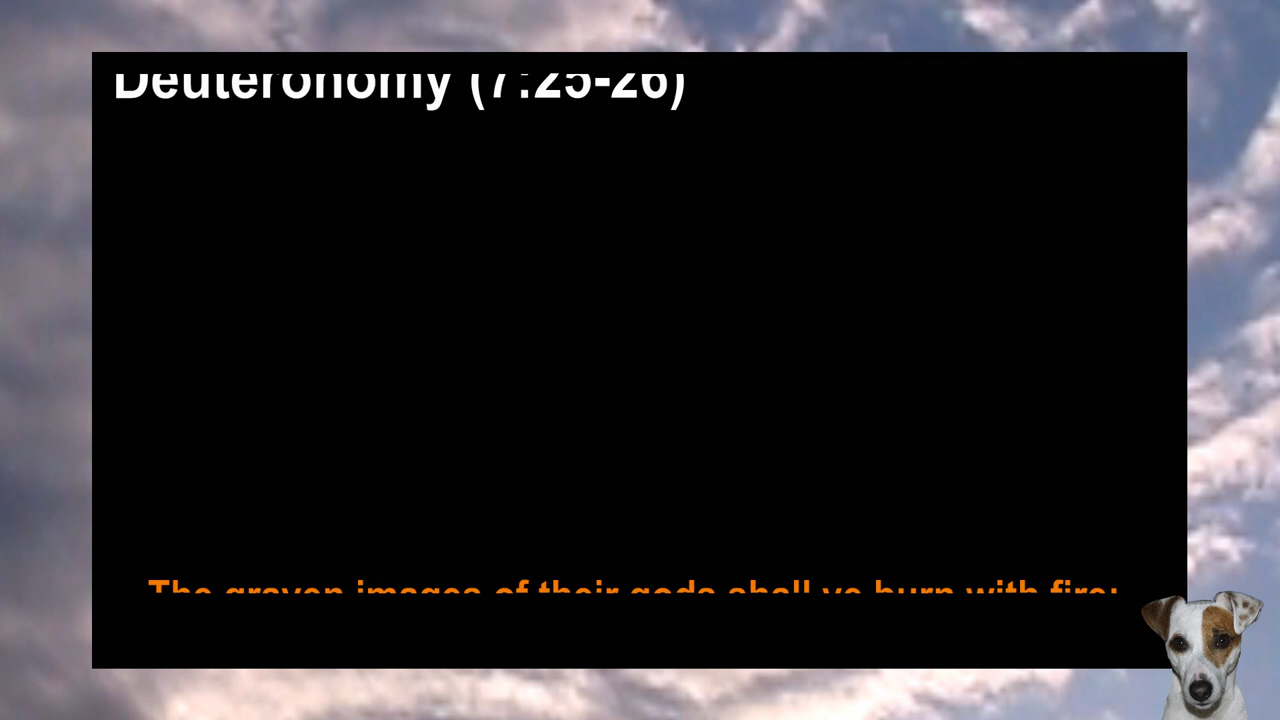 Deuteronomy (7:25-26)
The graven images of their gods shall ye burn with fire: